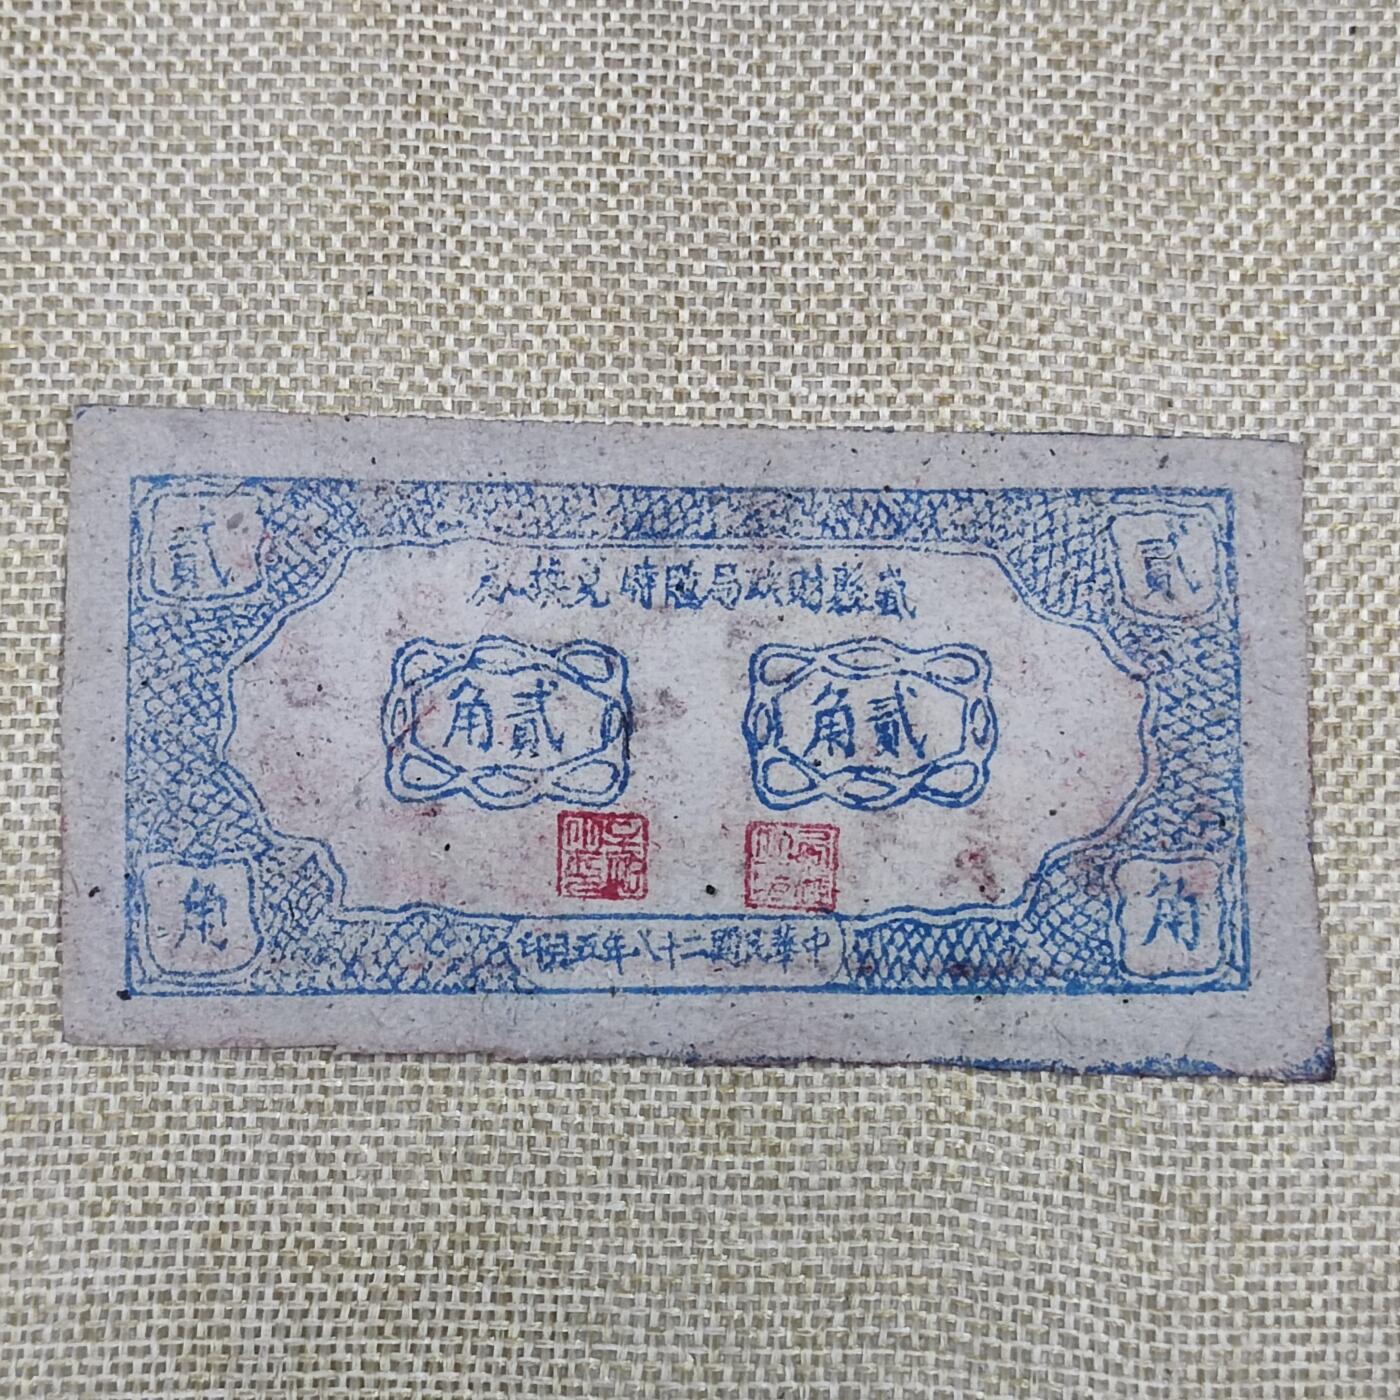 貳
貳
縣財政局臨時兌換券
貳角
貳角
角
角
中華民國二十八年五月印